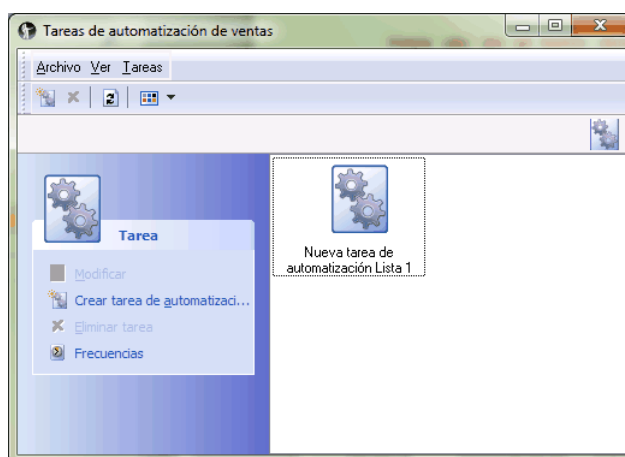 Tareas de automatización de ventas
Archivo Ver Tareas
Tarea
Modificar
Crear tarea de automatizaci...
Eliminar tarea
Frecuencias
Nueva tarea de
automatización Lista 1